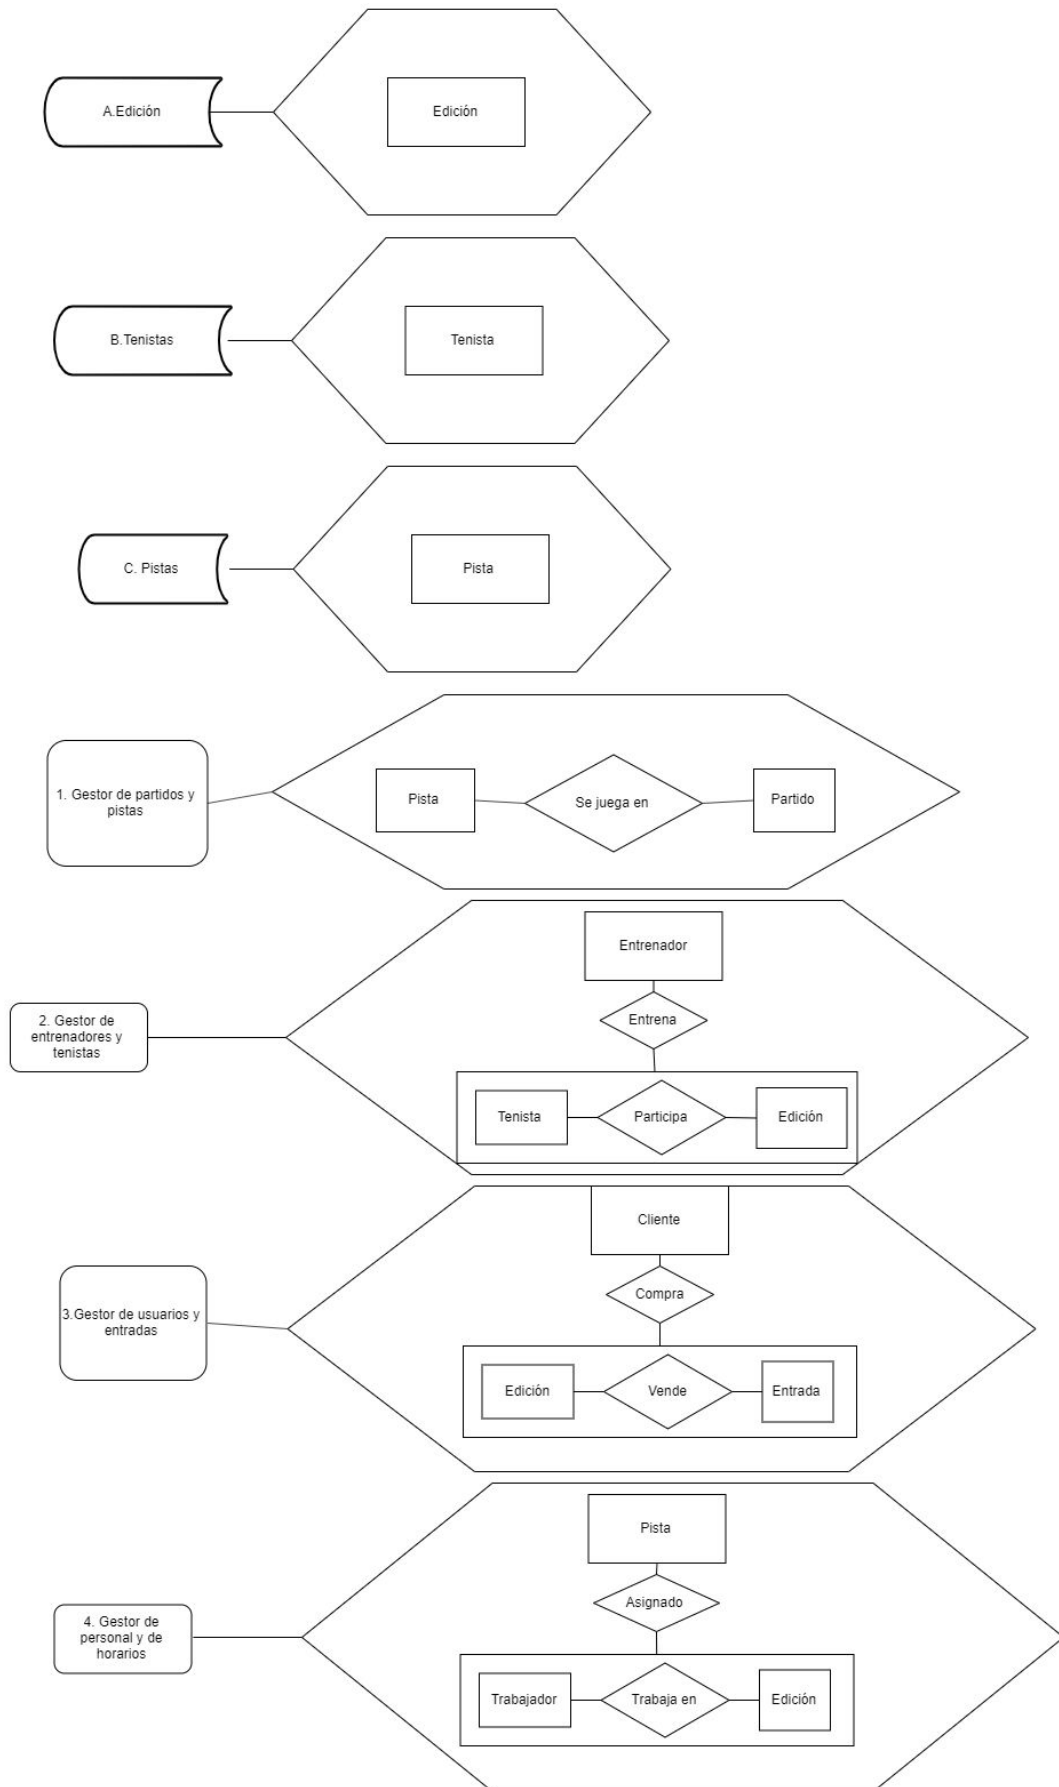 A.Edición
Edición
B.Tenistas
Tenista
C. Pistas
Pista
1. Gestor de partidos y
pistas
Pista
Se juega en
Partido
Entrenador
Entrena
2. Gestor de
entrenadores y
tenistas
Tenista
Participa
Edición
Cliente
Compra
3.Gestor de usuarios y
entradas
Edición
Vende
Entrada
Pista
Asignado
4. Gestor de
personal y de
horarios
Trabajador
Trabaja en
Edición